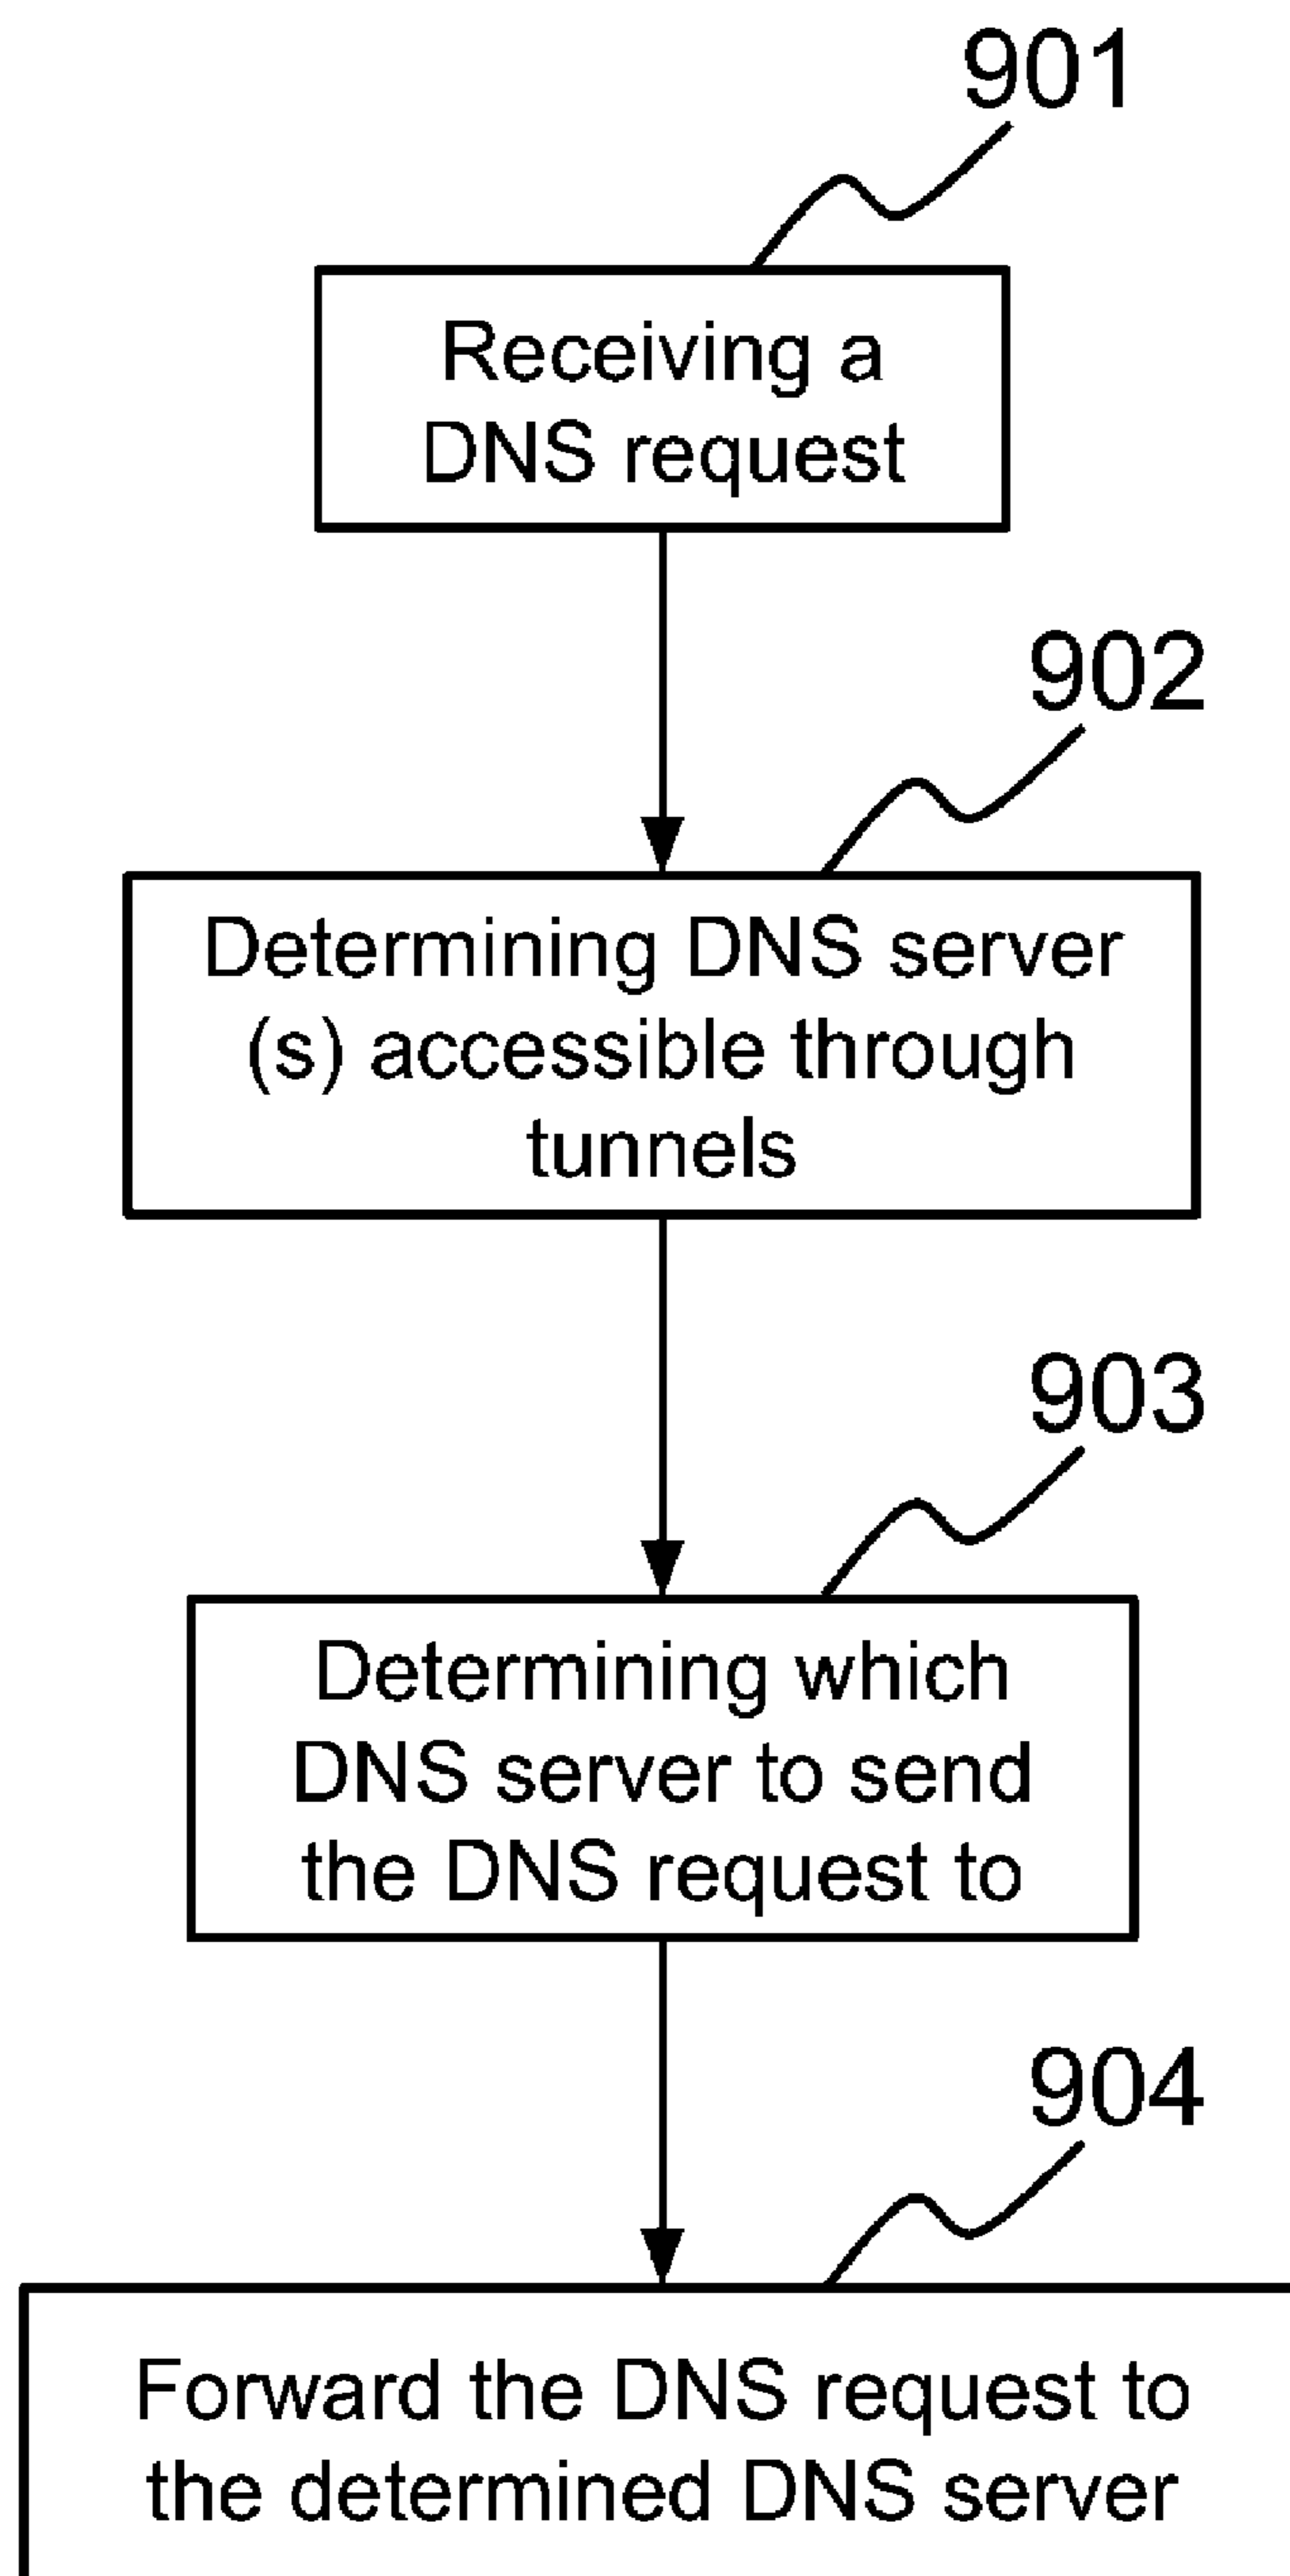 901
Receiving a
DNS request
902
Determining DNS server
(s) accessible through
tunnels
903
Determining which
DNS server to send
the DNS request to
904
Forward the DNS request to
the determined DNS server